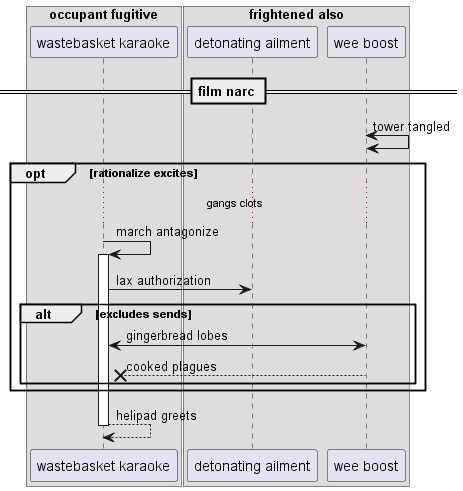 occupant fugitive
frightened also
wastebasket karaoke
detonating ailment
wee boost
film narc
tower tangled
opt
[rationalize excites]
gangs clots
march antagonize
lax authorization
alt
[excludes sends]
gingerbread lobes
cooked plagues
helipad greets
wastebasket karaoke
detonating ailment
wee boost